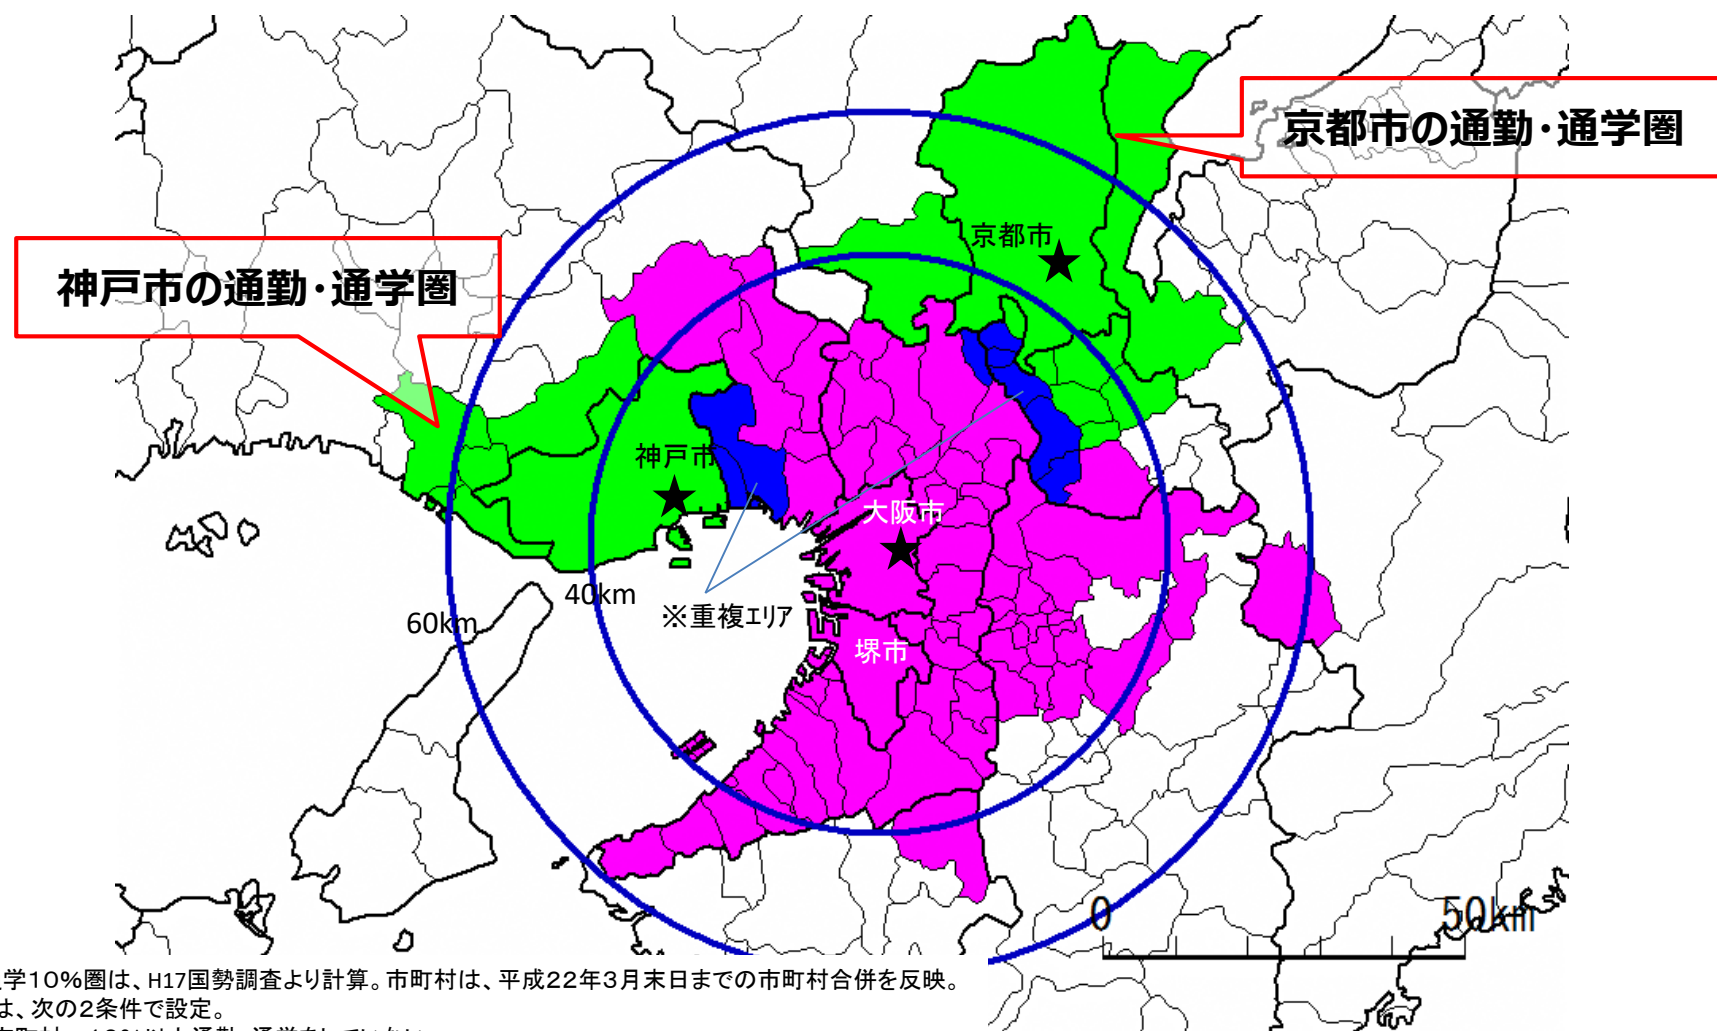 京都市の通勤・通学圏
京都市
神戸市の通勤・通学圏
神戸市
大阪市
40km
60km
※重複エリア
堺市
0
50km
学10%圏は、H17国勢調査より計算。市町村は、平成22年3月末日までの市町村合併を反映。
は、次の2条件で設定。